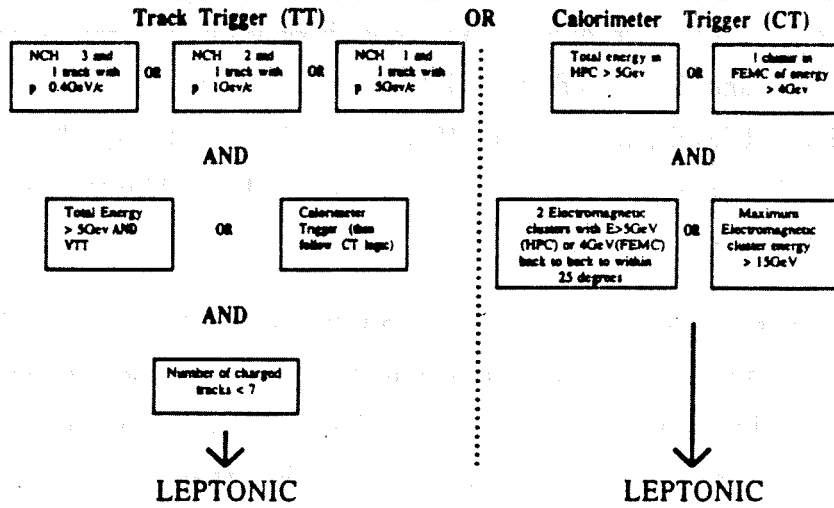 Track Trigger (TT)
OR
Calorimeter Trigger (CT)
NCH 3 and
1 track with
p 0.4GeV/c
OR
NCH 2 and
1 track with
p 1Gev/c
OR
NCH 1 and
1 track with
p 5Gev/c
Total energy in
HPC > 5Gev
OR
1 cluster in
FEMC of energy
> 4Gev
AND
AND
Total Energy
> 5Gev AND
VTT
OR
Calorimeter
Trigger (then
follow CT logic)
2 Electromagnetic
clusters with E>5GeV
(HPC) or 4GeV(FEMC)
back to back to within
25 degrees
OR
Maximum
Electromagnetic
cluster energy
> 15GeV
AND
Number of charged
tracks < 7
LEPTONIC
LEPTONIC